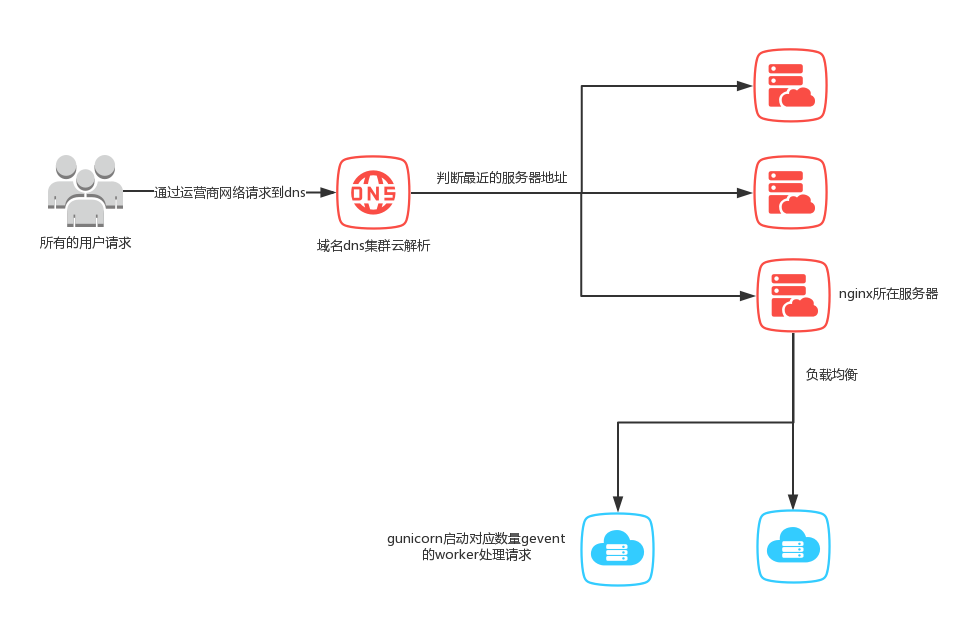 通过运营商网络请求到dns
所有的用户请求
DNS
域名dns集群云解析
判断最近的服务器地址
nginx所在服务器
负载均衡
gunicorn启动对应数量gevent
的worker处理请求